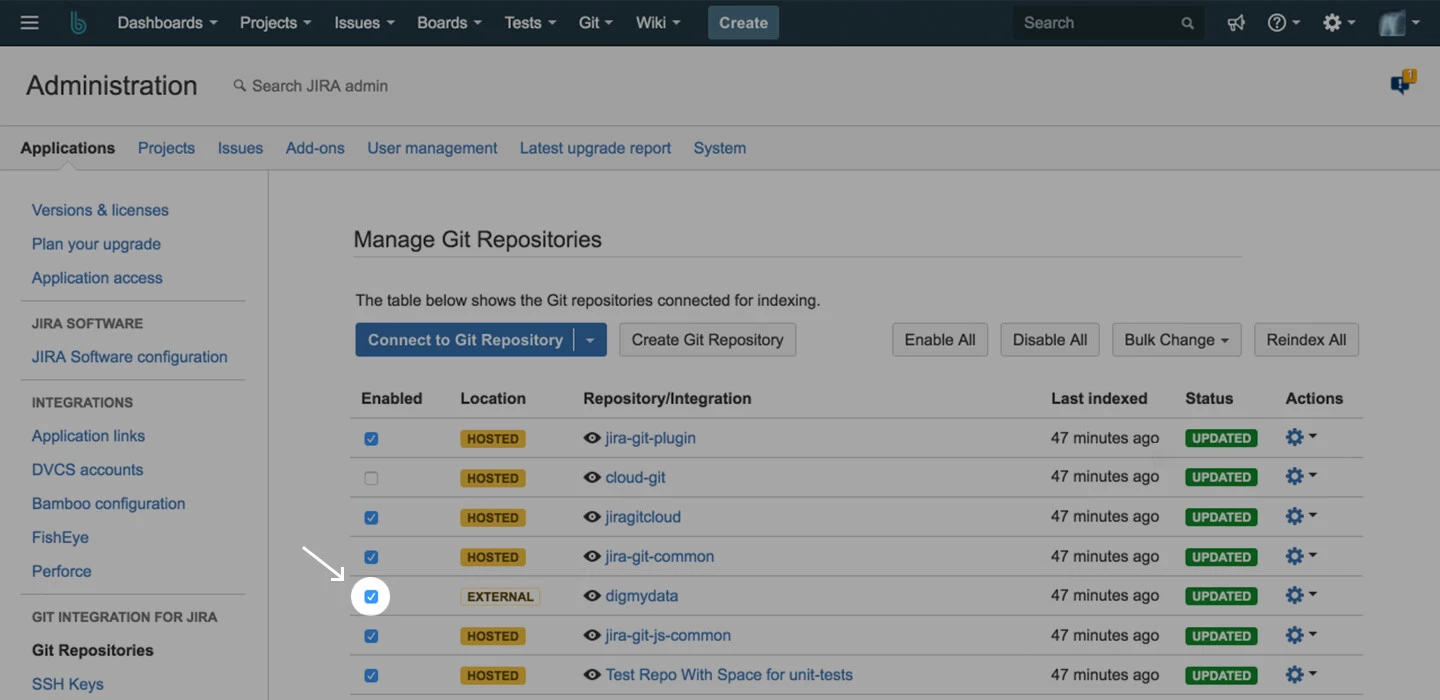 Dashboards Projects Issues Boards Tests Git Wiki Create Search
Administration Search JIRA admin 1
Applications Projects Issues Add-ons User management Latest upgrade report System
Versions & licenses
Plan your upgrade
Application access
JIRA SOFTWARE
JIRA Software configuration
INTEGRATIONS
Application links
DVCS accounts
Bamboo configuration
FishEye
Perforce
GIT INTEGRATION FOR JIRA
Git Repositories
SSH Keys
Manage Git Repositories
The table below shows the Git repositories connected for indexing.
Connect to Git Repository Create Git Repository Enable All Disable All Bulk Change Reindex All
Enabled Location Repository/Integration Last indexed Status Actions
HOSTED jira-git-plugin 47 minutes ago UPDATED
HOSTED cloud-git 47 minutes ago UPDATED
HOSTED jiragitcloud 47 minutes ago UPDATED
HOSTED jira-git-common 47 minutes ago UPDATED
EXTERNAL digmydata 47 minutes ago UPDATED
HOSTED jira-git-js-common 47 minutes ago UPDATED
HOSTED Test Repo With Space for unit-tests 47 minutes ago UPDATED